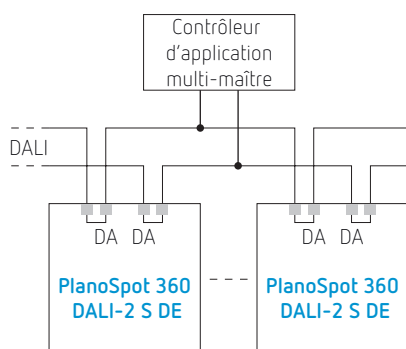 Contrôleur
d'application
multi-maître
DALI
DA DA
DA DA
PlanoSpot 360
DALI-2 S DE
PlanoSpot 360
DALI-2 S DE